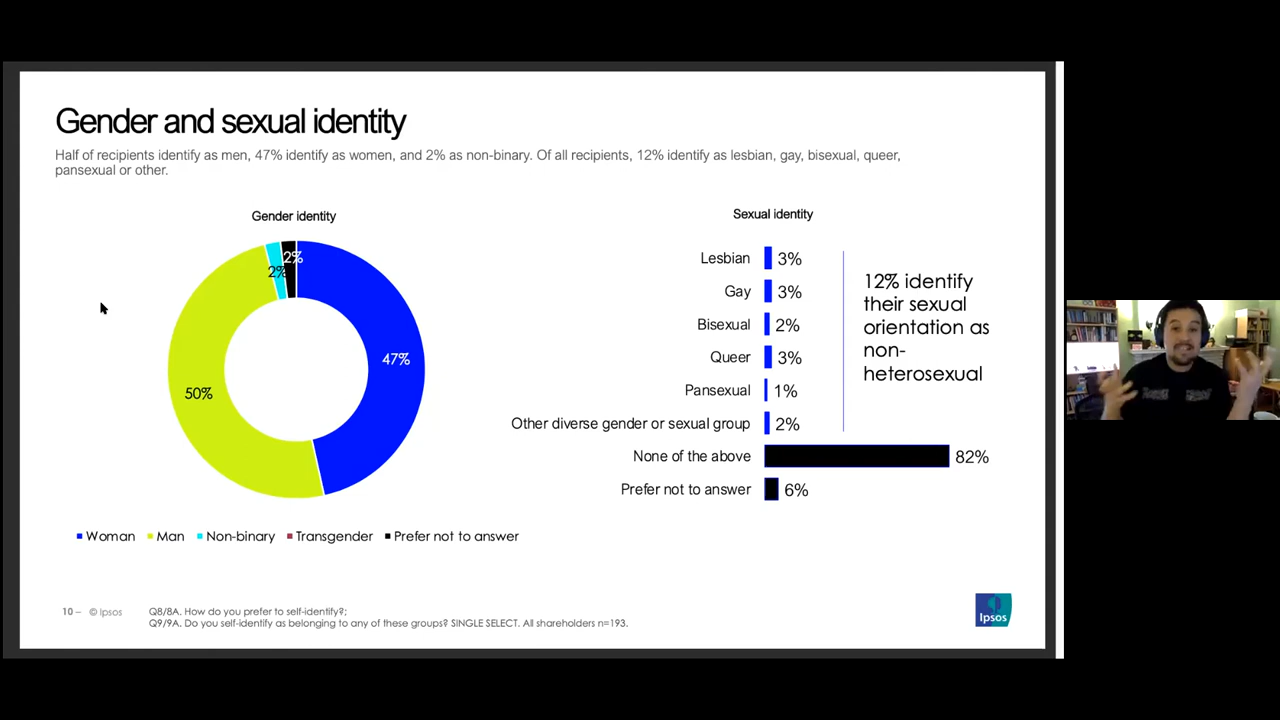 Gender and sexual identity
Half of recipients identify as men, 47% identify as women, and 2% as non-binary. Of all recipients, 12% identify as lesbian, gay, bisexual, queer,
pansexual or other.
Gender identity
2%
2%
47%
50%
Woman Man Non-binary Transgender Prefer not to answer
Sexual identity
Lesbian 3%
Gay 3%
Bisexual 2%
Queer 3%
Pansexual 1%
Other diverse gender or sexual group 2%
None of the above 82%
Prefer not to answer 6%
12% identify
their sexual
orientation as
non-
heterosexual
10 – © Ipsos
Q8/8A. How do you prefer to self-identify?;
Q9/9A. Do you self-identify as belonging to any of these groups? SINGLE SELECT. All shareholders n=193.
Ipsos